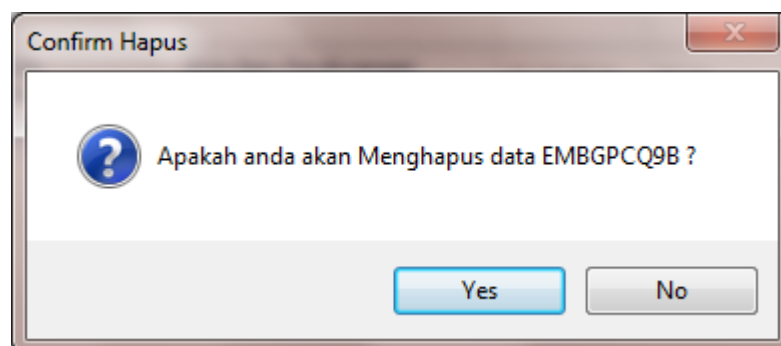 Confirm Hapus
Apakah anda akan Menghapus data EMBGPCQ9B ?
Yes
No